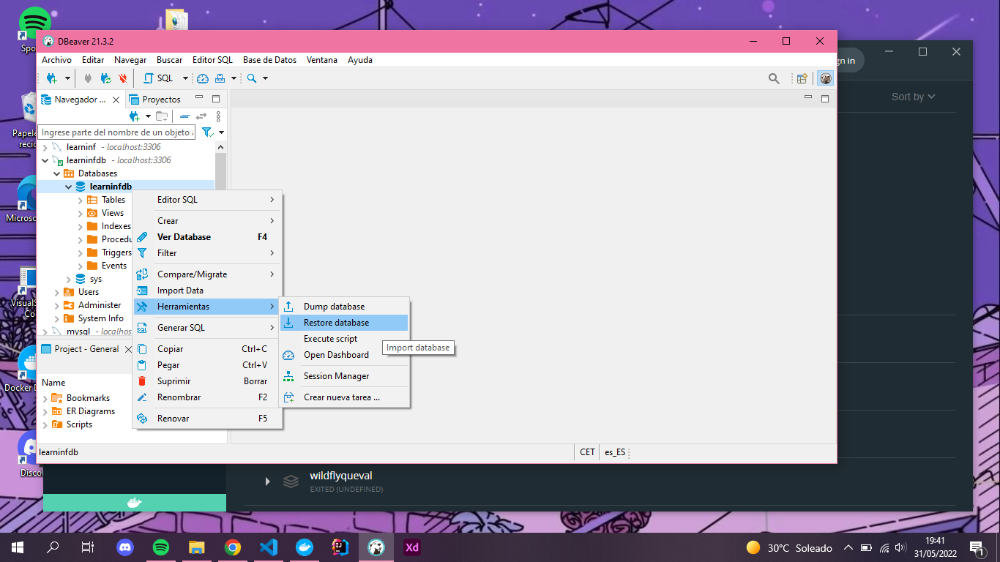 Spo
DBeaver 21.3.2
Archivo Editar Navegar Buscar Editor SQL Base de Datos Ventana Ayuda
SQL
gn in
Sort by
Navegador ... Proyectos
Ingrese parte del nombre de un objeto a
Papele
recic
learninf - localhost:3306
learninfdb - localhost:3306
Databases
learninfdb
Tables
Views
Indexes
Procedu
Triggers
Events
sys
Users
Administer
System Info
mysql - localhost:3306
Microso
VisualS
Co
Docker D
Disco
Editor SQL
Crear
Ver Database F4
Filter
Compare/Migrate
Import Data
Herramientas
Generar SQL
Copiar Ctrl+C
Pegar Ctrl+V
Suprimir Borrar
Renombrar F2
Renovar F5
Dump database
Restore database
Execute script
Open Dashboard
Session Manager
Crear nueva tarea ...
Import database
Project - General
Name
Bookmarks
ER Diagrams
Scripts
learninfdb CET es_ES
wildflyqueval
EXITED (UNDEFINED)
Xd
30°C Soleado
19:41
31/05/2022
1